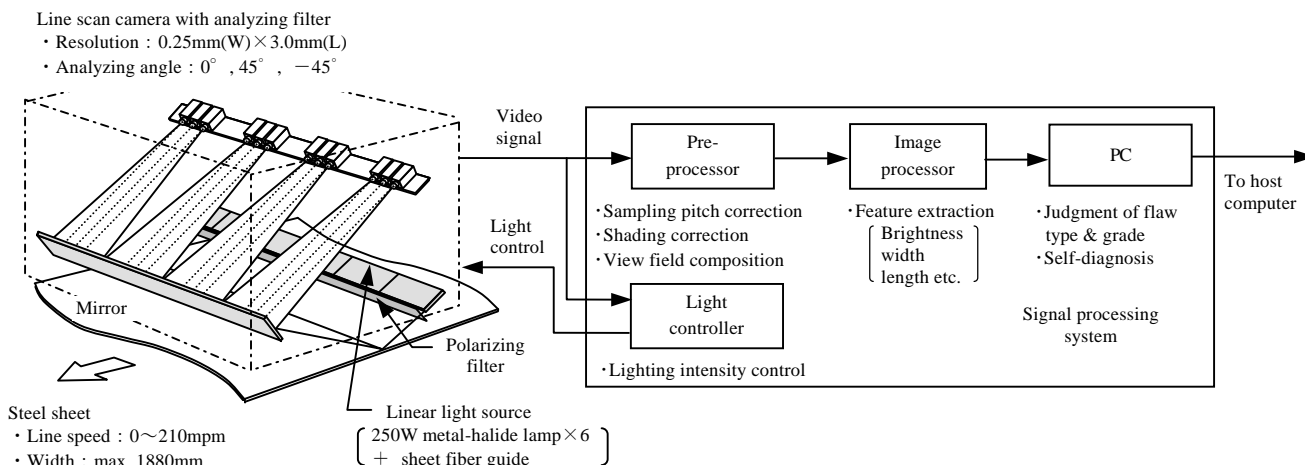 Line scan camera with analyzing filter
・Resolution : 0.25mm(W)×3.0mm(L)
・Analyzing angle : 0° , 45° , －45°
Video
signal
Pre-
processor
Image
processor
PC
To host
computer
・Sampling pitch correction
・Shading correction
・View field composition
・Feature extraction
Brightness
width
length etc.
・Judgment of flaw
type & grade
・Self-diagnosis
Light
control
Mirror
Light
controller
Signal processing
system
Polarizing
filter
・Lighting intensity control
Steel sheet
・Line speed : 0～210mpm
・Width : max. 1880mm
Linear light source
250W metal-halide lamp×6
＋ sheet fiber guide